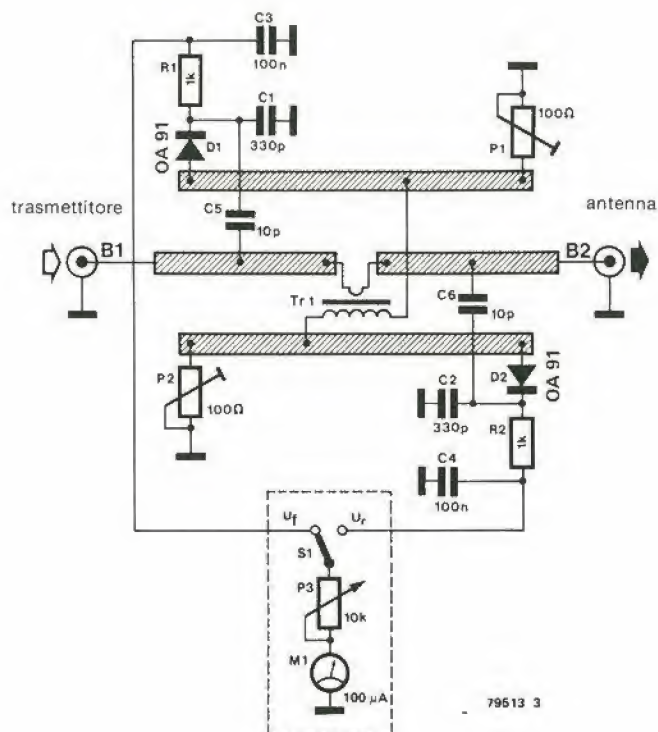 C3
100n
R1
1k
C1
330p
OA 91
D1
100Ω
P1
trasmettitore
antenna
C5
10p
B1
B2
Tr 1
C6
10p
P2
100Ω
C2
330p
D2
OA 91
R2
1k
C4
100n
Uf
Ur
S1
P3
10k
M1
100 µA
79513 3